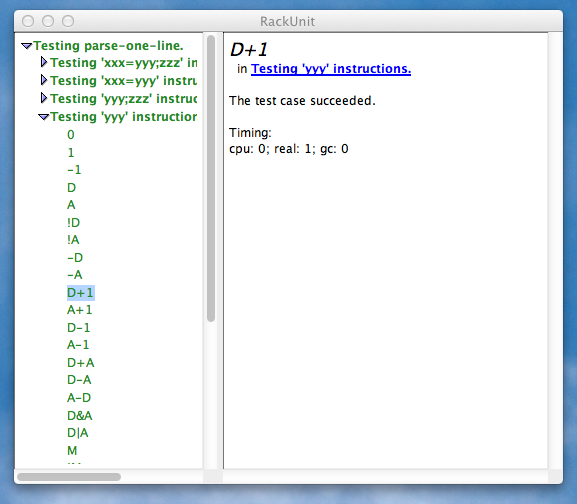 RackUnit
Testing parse-one-line.
Testing 'xxx=yyy;zzz' in
Testing 'xxx=yyy' instru
Testing 'yyy;zzz' instruc
Testing 'yyy' instruction
0
1
-1
D
A
!D
!A
-D
-A
D+1
A+1
D-1
A-1
D+A
D-A
A-D
D&A
D|A
M
D+1
in Testing 'yyy' instructions.
The test case succeeded.
Timing:
cpu: 0; real: 1; gc: 0